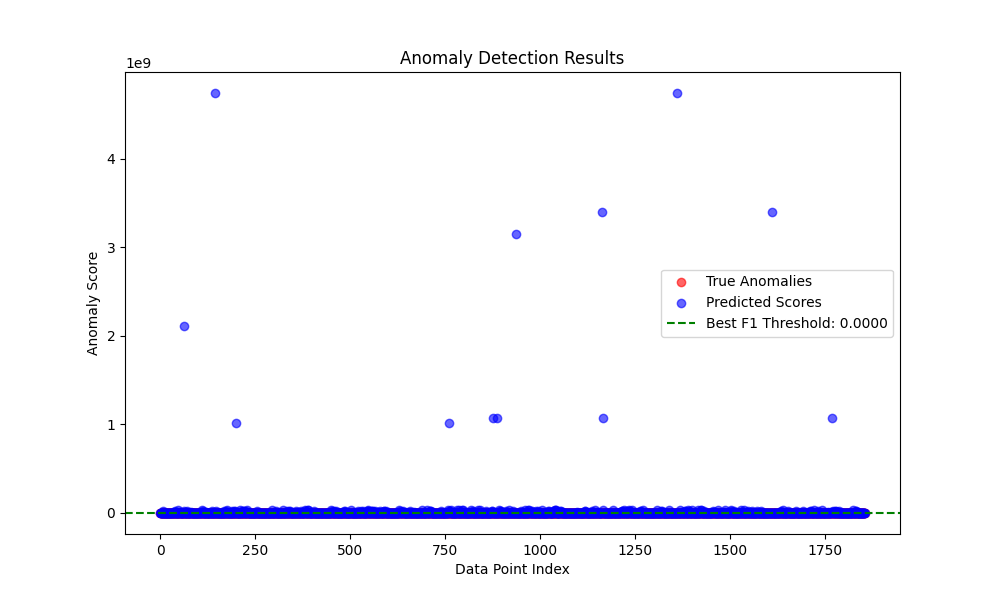 Anomaly Detection Results
1e9
4
3
2
1
0
Anomaly Score
True Anomalies
Predicted Scores
Best F1 Threshold: 0.0000
0 250 500 750 1000 1250 1500 1750
Data Point Index